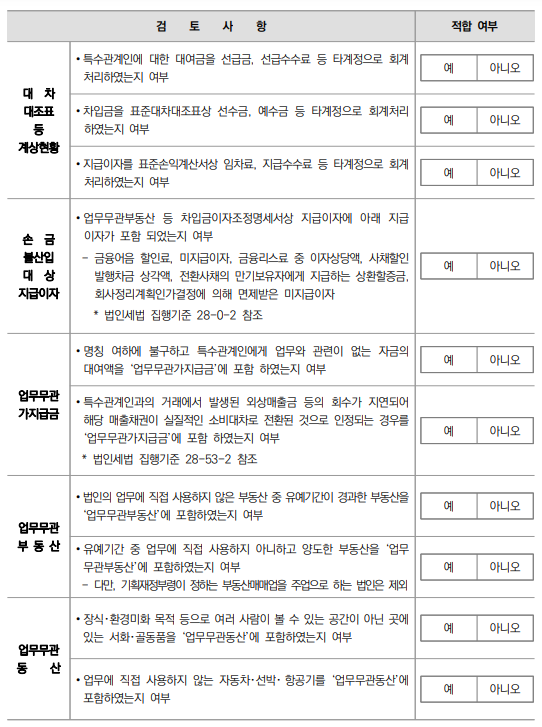 검 토 사 항 적합 여부
대 차
대조표
등
계상현황
• 특수관계인에 대한 대여금을 선급금, 선급수수료 등 타계정으로 회계
처리하였는지 여부
예 아니오
• 차입금을 표준대차대조표상 선수금, 예수금 등 타계정으로 회계처리
하였는지 여부
예 아니오
• 지급이자를 표준손익계산서상 임차료, 지급수수료 등 타계정으로 회계
처리하였는지 여부
예 아니오
손 금
불산입
대 상
지급이자
• 업무무관부동산 등 차입금이자조정명세서상 지급이자에 아래 지급
이자가 포함 되었는지 여부
- 금융어음 할인료, 미지급이자, 금융리스료 중 이자상당액, 사채할인
발행차금 상각액, 전환사채의 만기보유자에게 지급하는 상환할증금,
회사정리계획인가결정에 의해 면제받은 미지급이자
* 법인세법 집행기준 28-0-2 참조
예 아니오
업무무관
가지급금
• 명칭 여하에 불구하고 특수관계인에게 업무와 관련이 없는 자금의
대여액을 '업무무관가지급금'에 포함 하였는지 여부
예 아니오
• 특수관계인과의 거래에서 발생된 외상매출금 등의 회수가 지연되어
해당 매출채권이 실질적인 소비대차로 전환된 것으로 인정되는 경우를
'업무무관가지급금'에 포함 하였는지 여부
* 법인세법 집행기준 28-53-2 참조
예 아니오
업무무관
부 동 산
• 법인의 업무에 직접 사용하지 않은 부동산 중 유예기간이 경과한 부동산을
'업무무관부동산'에 포함하였는지 여부
예 아니오
• 유예기간 중 업무에 직접 사용하지 아니하고 양도한 부동산을 '업무
무관부동산'에 포함하였는지 여부
- 다만, 기획재정부령이 정하는 부동산매매업을 주업으로 하는 법인은 제외
예 아니오
업무무관
동 산
• 장식·환경미화 목적 등으로 여러 사람이 볼 수 있는 공간이 아닌 곳에
있는 서화·골동품을 '업무무관동산'에 포함하였는지 여부
예 아니오
• 업무에 직접 사용하지 않는 자동차·선박·항공기를 '업무무관동산'에
포함하였는지 여부
예 아니오